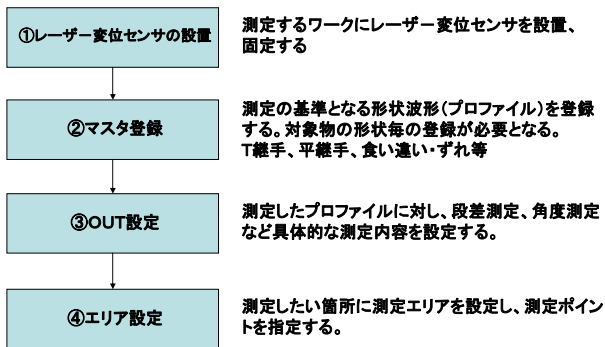 ①レーザー変位センサの設置
測定するワークにレーザー変位センサを設置、
固定する
②マスタ登録
測定の基準となる形状波形（プロファイル）を登録
する。対象物の形状毎の登録が必要となる。
T継手、平継手、食い違い・ずれ等
③OUT設定
測定したプロファイルに対し、段差測定、角度測定
など具体的な測定内容を設定する。
④エリア設定
測定したい箇所に測定エリアを設定し、測定ポイン
トを指定する。